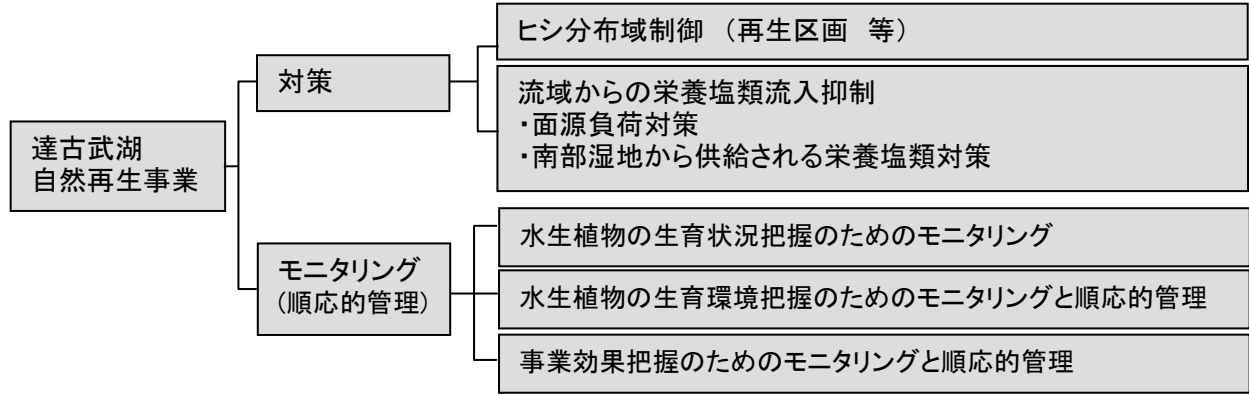 達古武湖
自然再生事業
対策
ヒシ分布域制御 （再生区画 等）
流域からの栄養塩類流入抑制
・面源負荷対策
・南部湿地から供給される栄養塩類対策
モニタリング
（順応的管理）
水生植物の生育状況把握のためのモニタリング
水生植物の生育環境把握のためのモニタリングと順応的管理
事業効果把握のためのモニタリングと順応的管理